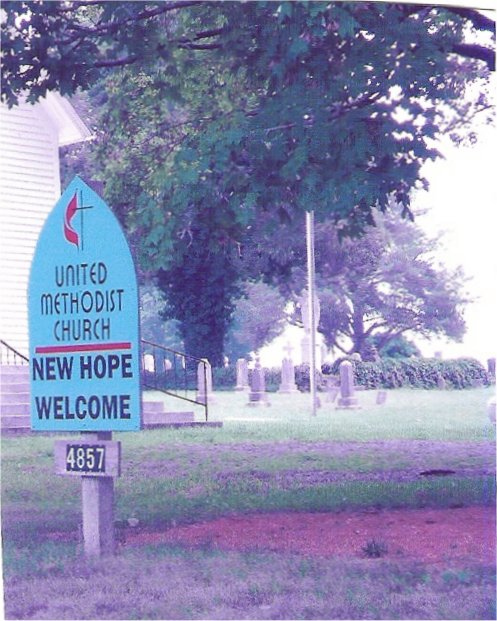 UNITED
METHODIST
CHURCH
NEW HOPE
WELCOME
4857